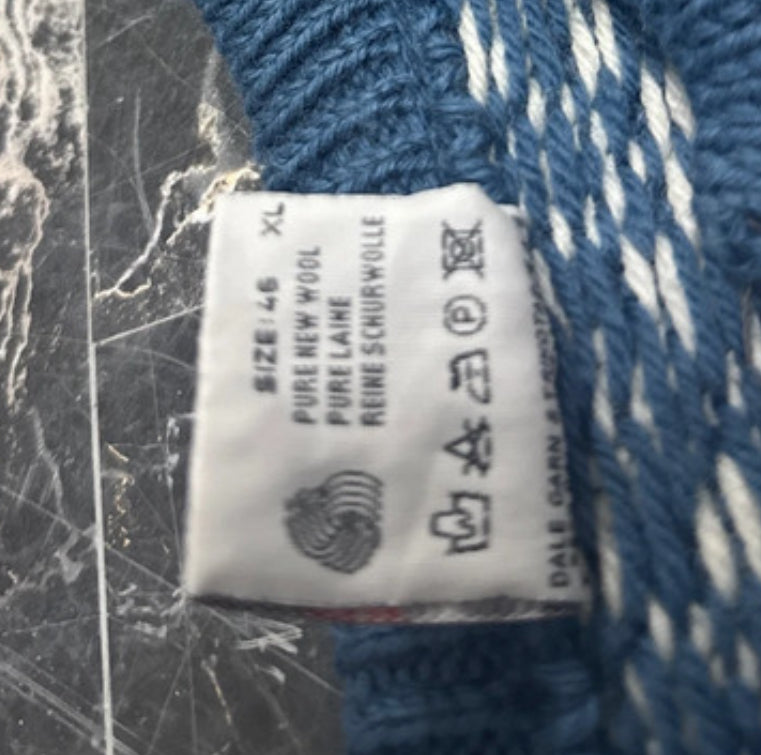 SIZE: 46 XL
PURE NEW WOOL
PURE LAINE
REINE SCHURWOLLE
P
DALE GARN &